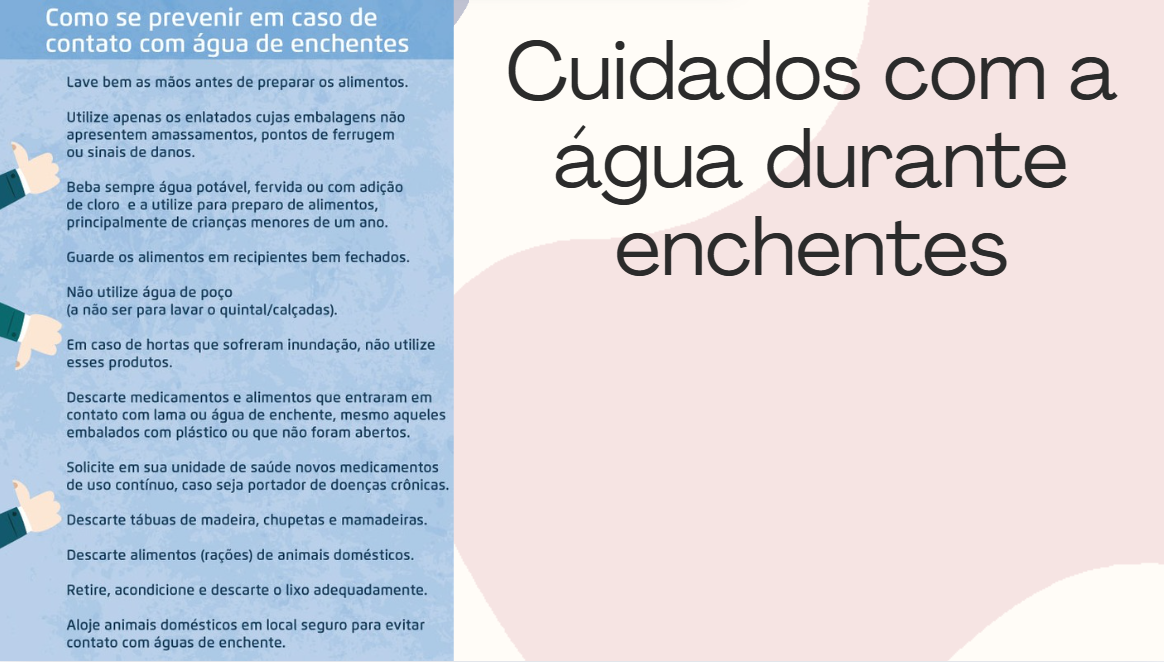 Como se prevenir em caso de
contato com água de enchentes
Lave bem as mãos antes de preparar os alimentos.
Utilize apenas os enlatados cujas embalagens não
apresentem amassamentos, pontos de ferrugem
ou sinais de danos.
Beba sempre água potável, fervida ou com adição
de cloro e a utilize para preparo de alimentos,
principalmente de crianças menores de um ano.
Guarde os alimentos em recipientes bem fechados.
Não utilize água de poço
(a não ser para lavar o quintal/calçadas).
Em caso de hortas que sofreram inundação, não utilize
esses produtos.
Descarte medicamentos e alimentos que entraram em
contato com lama ou água de enchente, mesmo aqueles
embalados com plástico ou que não foram abertos.
Solicite em sua unidade de saúde novos medicamentos
de uso contínuo, caso seja portador de doenças crônicas.
Descarte tábuas de madeira, chupetas e mamadeiras.
Descarte alimentos (rações) de animais domésticos.
Retire, acondicione e descarte o lixo adequadamente.
Aloje animais domésticos em local seguro para evitar
contato com águas de enchente.
Cuidados com a
água durante
enchentes